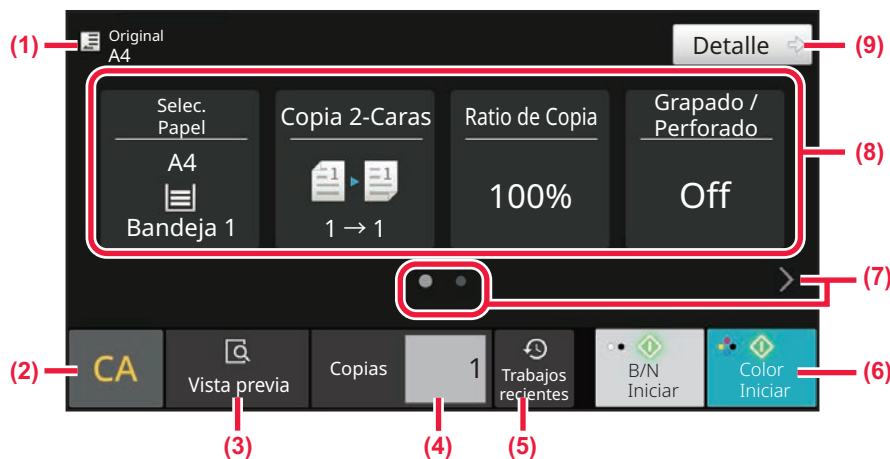 (1)
Original
A4
Detalle
(9)
Selec.
Papel
A4
Bandeja 1
Copia 2-Caras
1
1
1 → 1
Ratio de Copia
100%
Grapado /
Perforado
Off
(8)
(7)
(2)
CA
Vista previa
Copias
1
Trabajos
recientes
B/N
Iniciar
Color
Iniciar
(6)
(3)
(4)
(5)